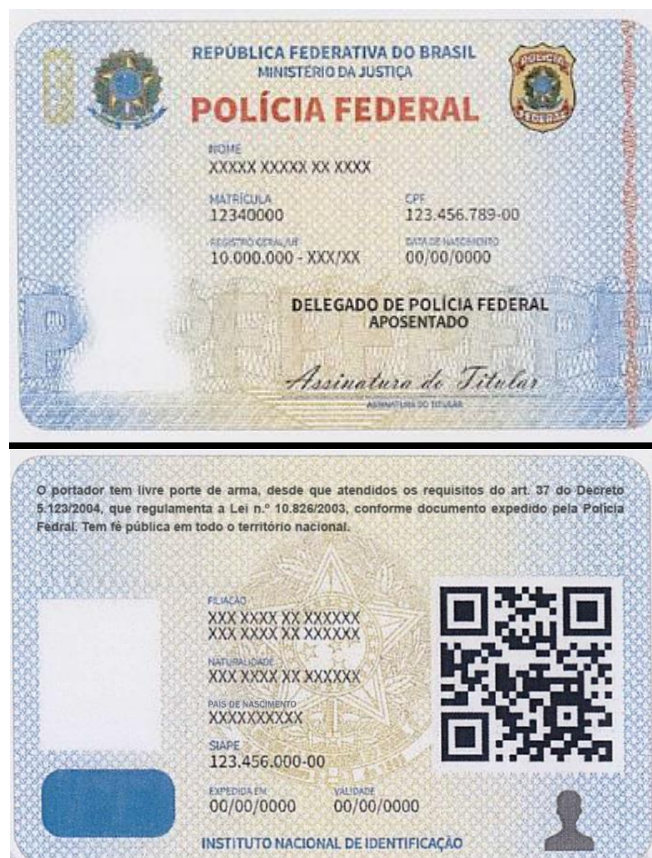 REPÚBLICA FEDERATIVA DO BRASIL
MINISTÉRIO DA JUSTIÇA
POLÍCIA FEDERAL
POLÍCIA
FEDERAL
NOME
XXXXX XXXXX XX XXXX
MATRÍCULA
12340000
CPF
123.456.789-00
REGISTRO GERAL/UF
10.000.000 - XXX/XX
DATA DE NASCIMENTO
00/00/0000
DELEGADO DE POLÍCIA FEDERAL
APOSENTADO
Assinatura do Titular
ASSINATURA DO TITULAR
O portador tem livre porte de arma, desde que atendidos os requisitos do art. 37 do Decreto
5.123/2004, que regulamenta a Lei n.º 10.826/2003, conforme documento expedido pela Polícia
Fedral. Tem fé pública em todo o território nacional.
FILIAÇÃO
XXX XXXX XX XXXXXX
XXX XXXX XX XXXXXX
NATURALIDADE
XXX XXXX XX XXXXXX
PAÍS DE NASCIMENTO
XXXXXXXXXX
SIAPE
123.456.000-00
EXPEDIDA EM
00/00/0000
VALIDADE
00/00/0000
INSTITUTO NACIONAL DE IDENTIFICAÇÃO